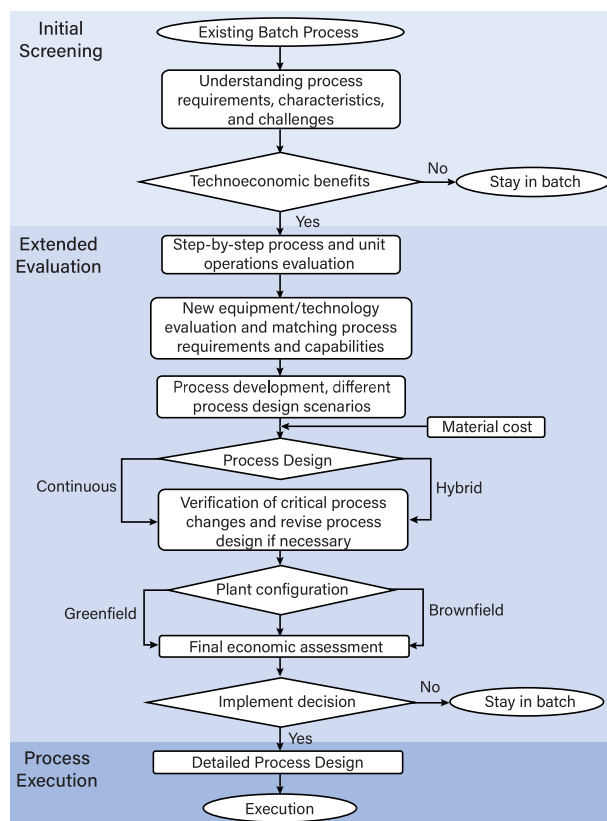 Initial
Screening
Existing Batch Process
Understanding process
requirements, characteristics,
and challenges
Technoeconomic benefits
No
Stay in batch
Yes
Extended
Evaluation
Step-by-step process and unit
operations evaluation
New equipment/technology
evaluation and matching process
requirements and capabilities
Process development, different
process design scenarios
Material cost
Process Design
Continuous
Hybrid
Verification of critical process
changes and revise process
design if necessary
Plant configuration
Greenfield
Brownfield
Final economic assessment
Implement decision
No
Stay in batch
Yes
Process
Execution
Detailed Process Design
Execution